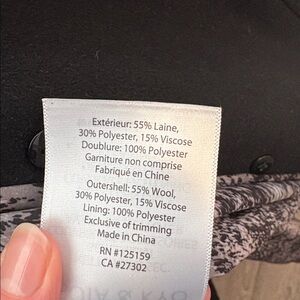 Extérieur: 55% Laine,
30% Polyester, 15% Viscose
Doublure: 100% Polyester
Garniture non comprise
Fabriqué en Chine
Outershell: 55% Wool,
30% Polyester, 15% Viscose
Lining: 100% Polyester
Exclusive of trimming
Made in China
RN #125159
CA #27302